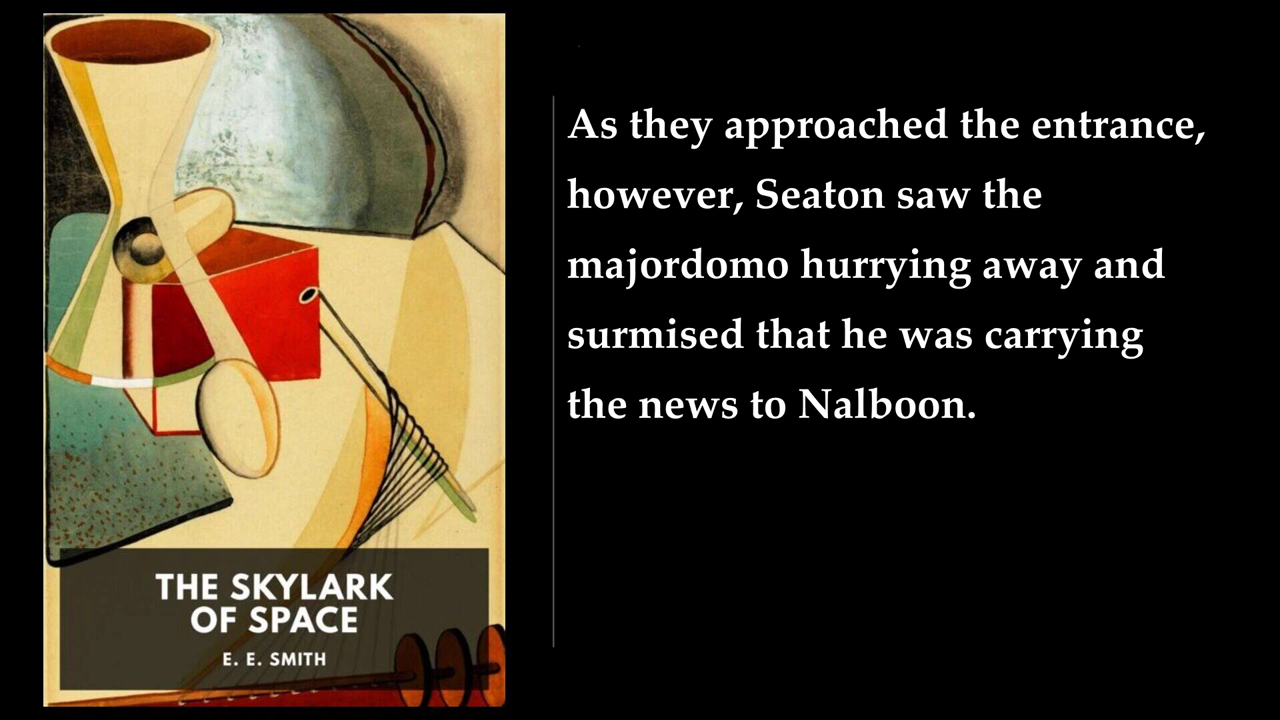 THE SKYLARK
OF SPACE
E. E. SMITH
As they approached the entrance,
however, Seaton saw the
majordomo hurrying away and
surmised that he was carrying
the news to Nalboon.